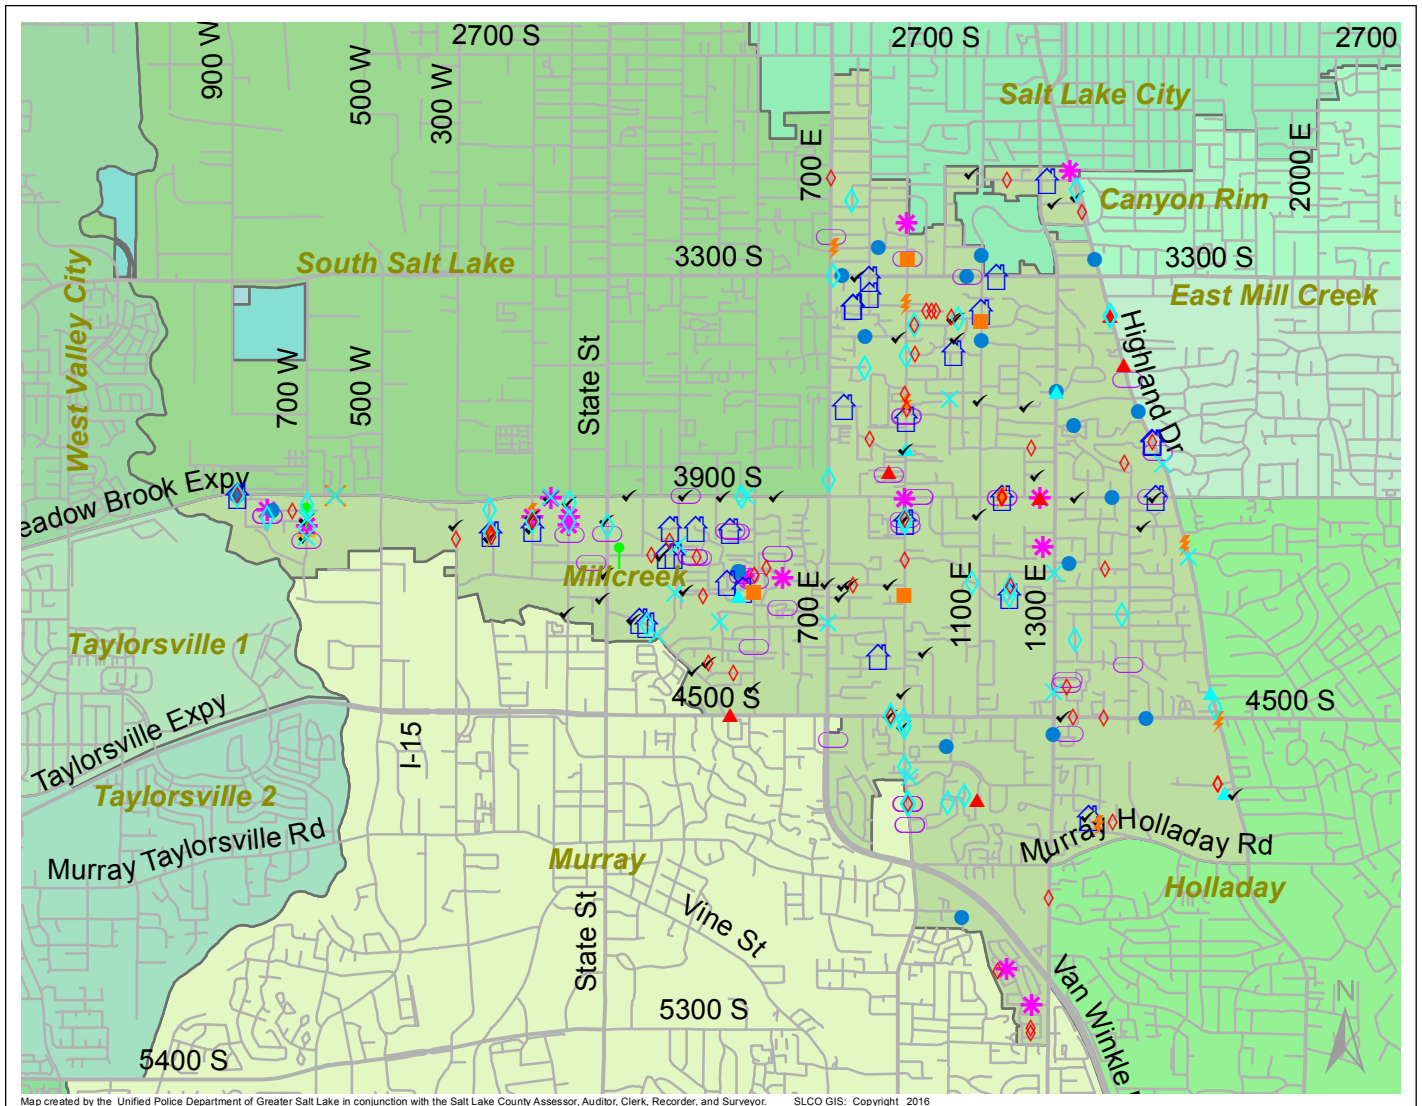 2700 S
2700 S
2700
900 W
500 W
300 W
Salt Lake City
700 E
2000 E
Canyon Rim
South Salt Lake
3300 S
3300 S
West Valley City
East Mill Creek
Highland Dr
State St
700 W
500 W
3900 S
eadow Brook Expy
Millcreek
1100 E
1300 E
700 E
Taylorsville 1
4500 S
4500 S
Taylorsville Expy
I-15
Taylorsville 2
Murray Taylorsville Rd
Murray Holladay Rd
Murray
Holladay
Vine St
State St
Van Winkle
5300 S
N
5400 S
Map created by the Unified Police Department of Greater Salt Lake in conjunction with the Salt Lake County Assessor, Auditor, Clerk, Recorder, and Surveyor. SLCO GIS: Copyright 2016